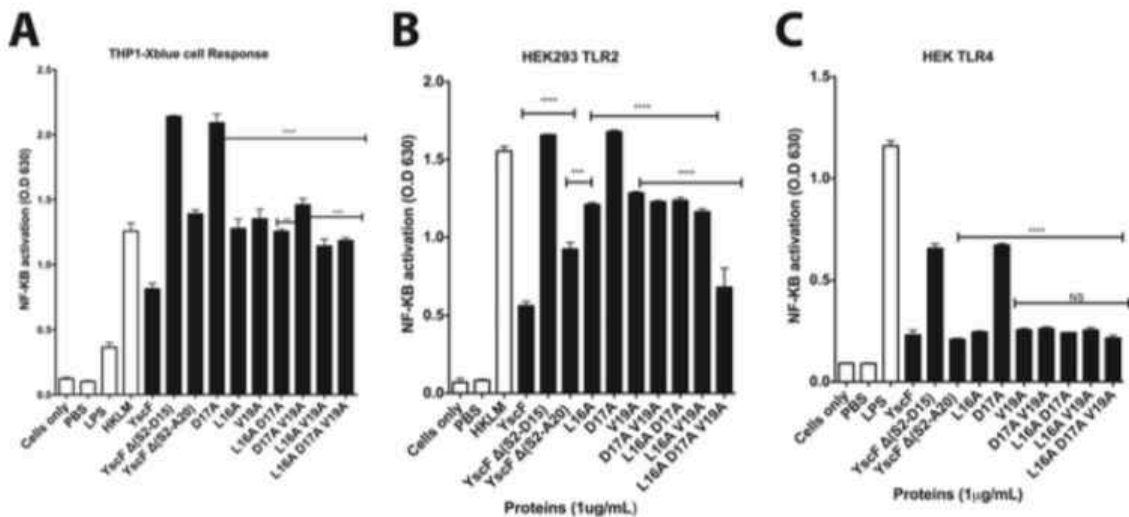 A
THP1-Xblue cell Response
NF-KB activation (O.D 630)
2.5
2.0
1.5
1.0
0.5
0.0
Cells only
PBS
LPS
HKLM
YscF
YscF Δ(S2-D15)
YscF Δ(S2-A20)
D17A
L16A
V19A
L16A D17A
D17A V19A
L16A V19A
L16A D17A V19A
B
HEK293 TLR2
NF-KB activation (O.D 630)
2.0
1.5
1.0
0.5
0.0
****
****
***
****
Cells only
PBS
HKLM
YscF
YscF Δ(S2-D15)
YscF Δ(S2-A20)
L16A
D17A
V19A
D17A V19A
L16A D17A
L16A V19A
L16A D17A V19A
Proteins (1ug/mL)
C
HEK TLR4
NF-KB activation (O.D 630)
1.5
1.0
0.5
0.0
****
NS
Cells only
PBS
LPS
YscF
YscF Δ(S2-D15)
YscF Δ(S2-A20)
L16A
D17A
V19A
D17A V19A
L16A D17A
L16A V19A
L16A D17A V19A
Proteins (1µg/mL)